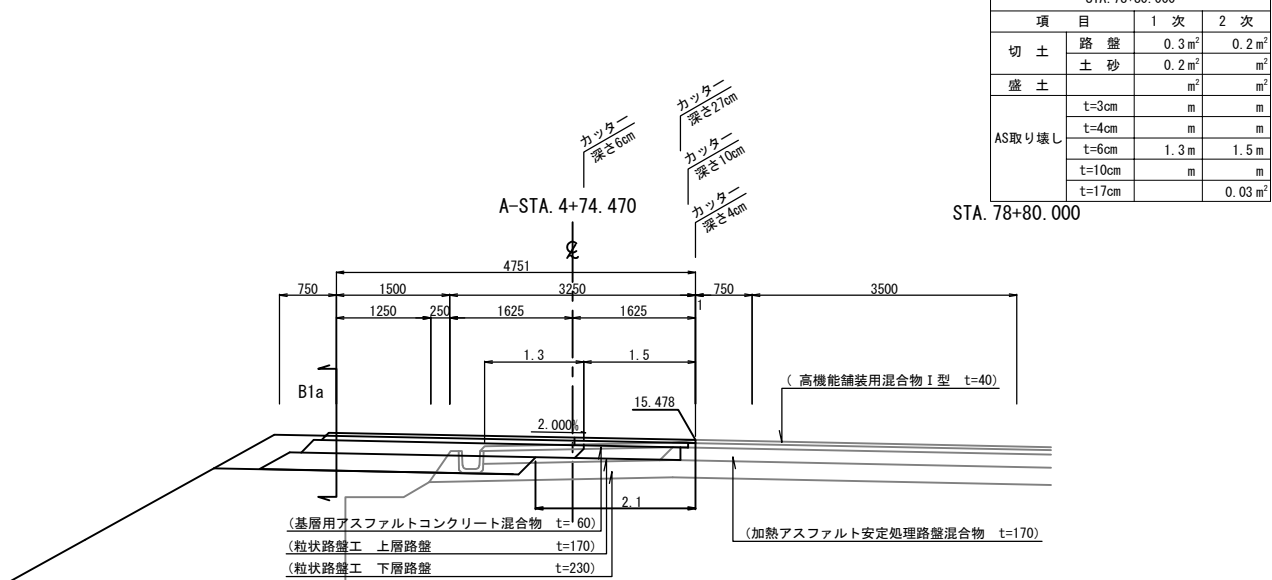 項 目 1 次 2 次
切 土 路 盤 0.3㎡ 0.2㎡
土 砂 0.2㎡ ㎡
盛 土 ㎡ ㎡
AS取り壊し t=3cm m m
t=4cm m m
t=6cm 1.3m 1.5m
t=10cm m m
t=17cm 0.03㎡
STA.78+80.000
カッター
深さ27cm
カッター
深さ6cm
カッター
深さ10cm
カッター
深さ4cm
A-STA.4+74.470
℄
4751
750 1500 3250 750 3500
1
1250 250 1625 1625
1.3 1.5
B1a
(高機能舗装用混合物Ⅰ型 t=40)
15.478
2.000%
2.1
(基層用アスファルトコンクリート混合物 t=60)
(加熱アスファルト安定処理路盤混合物 t=170)
(粒状路盤工 上層路盤 t=170)
(粒状路盤工 下層路盤 t=230)